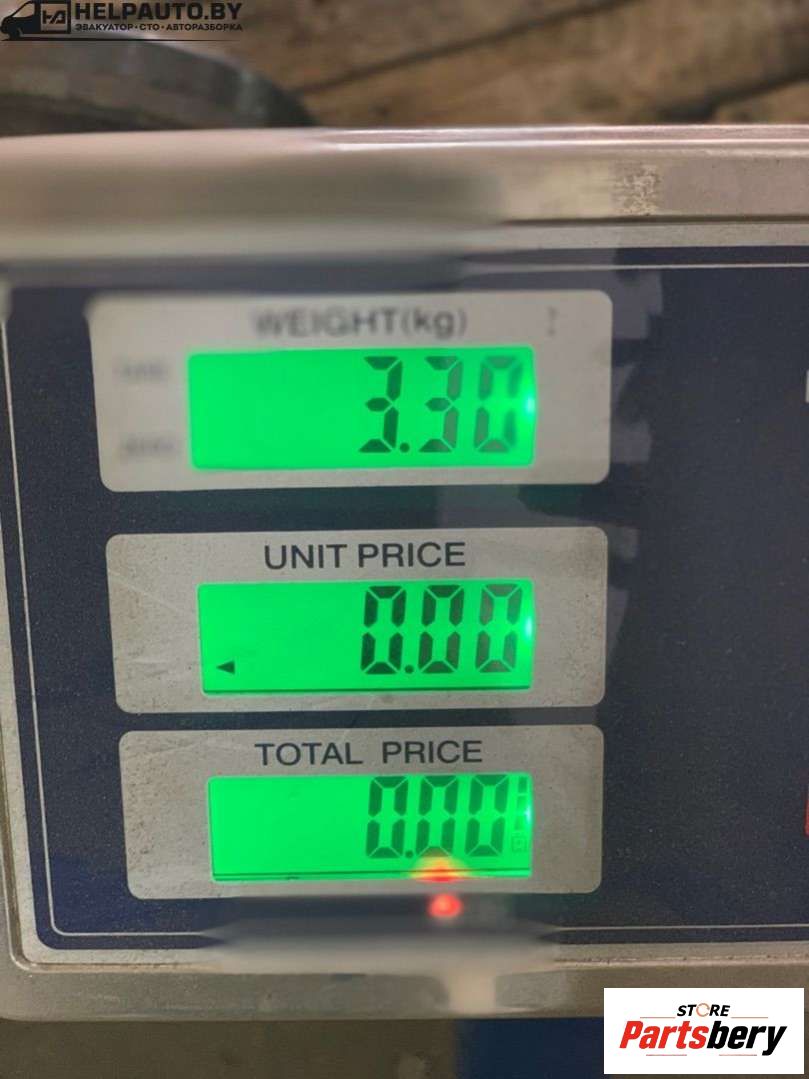 HELPAUTO.BY
ЭВАКУАТОР·СТО·АВТОРАЗБОРКА
WEIGHT(kg)
3.30
UNIT PRICE
0.00
TOTAL PRICE
0.00
STORE
Partsbery